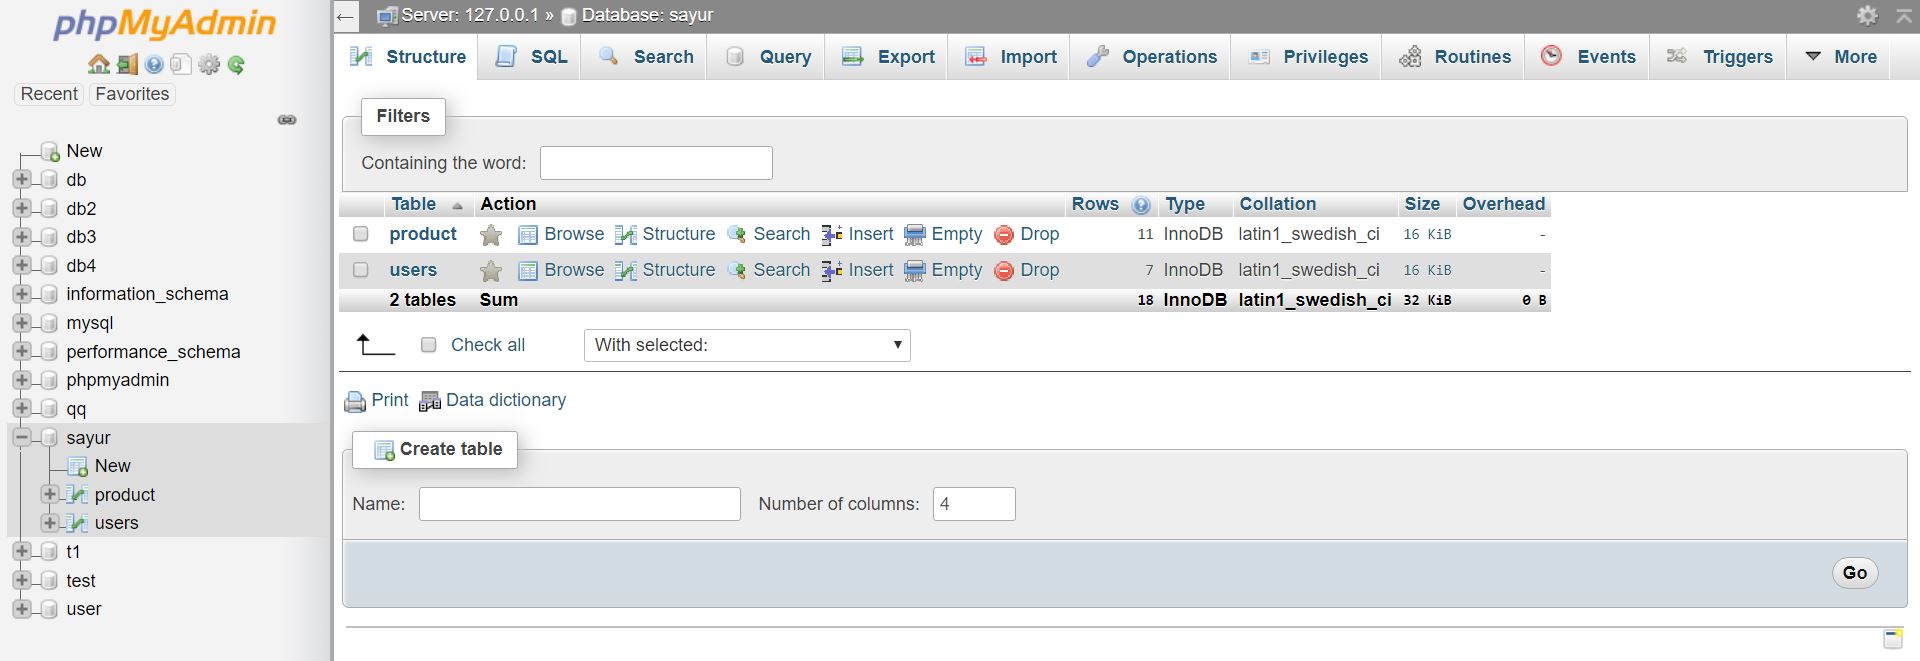 phpMyAdmin
Recent Favorites
New
db
db2
db3
db4
information_schema
mysql
performance_schema
phpmyadmin
qq
sayur
New
product
users
t1
test
user
Server: 127.0.0.1 » Database: sayur
Structure SQL Search Query Export Import Operations Privileges Routines Events Triggers More
Filters
Containing the word:
Table Action Rows Type Collation Size Overhead
product Browse Structure Search Insert Empty Drop 11 InnoDB latin1_swedish_ci 16 KiB -
users Browse Structure Search Insert Empty Drop 7 InnoDB latin1_swedish_ci 16 KiB -
2 tables Sum 18 InnoDB latin1_swedish_ci 32 KiB 0 B
Check all With selected:
Print Data dictionary
Create table
Name: Number of columns: 4
Go